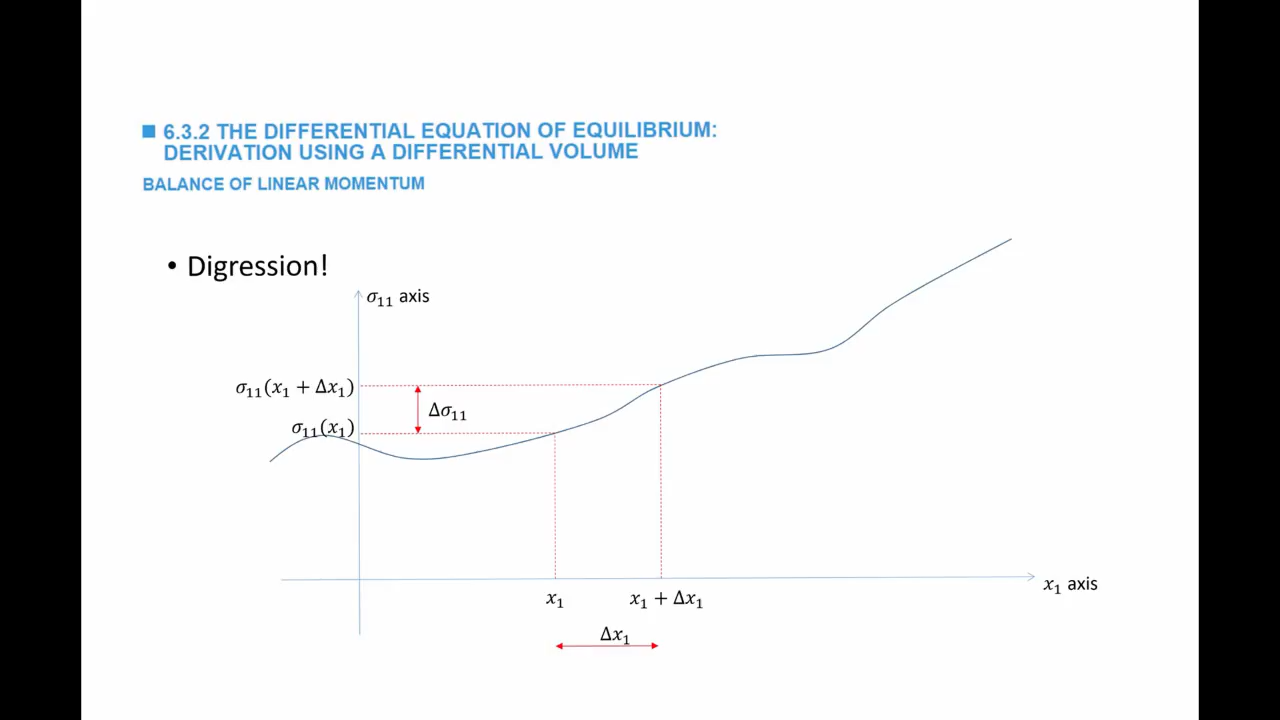 ■ 6.3.2 THE DIFFERENTIAL EQUATION OF EQUILIBRIUM:
DERIVATION USING A DIFFERENTIAL VOLUME
BALANCE OF LINEAR MOMENTUM
• Digression!
σ₁₁ axis
σ₁₁(x₁ + Δx₁)
Δσ₁₁
σ₁₁(x₁)
x₁ axis
x₁
x₁ + Δx₁
Δx₁